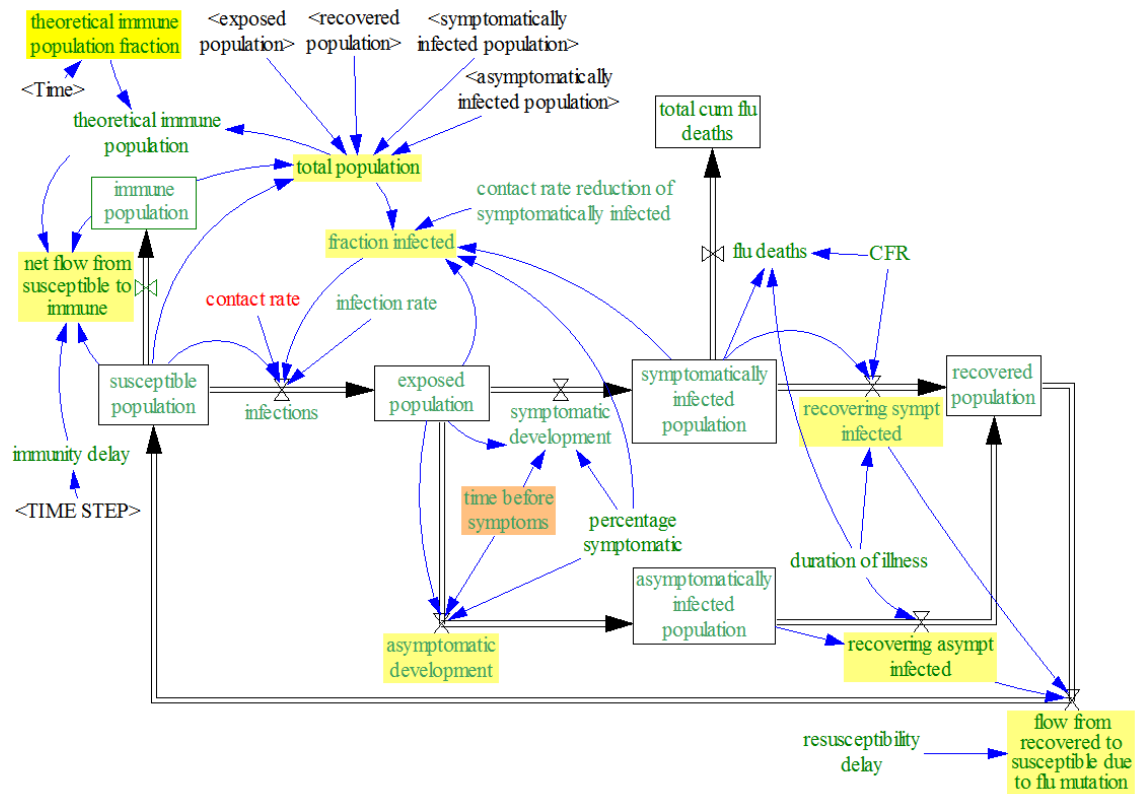 theoretical immune
population fraction
<exposed
population>
<recovered
population>
<symptomatically
infected population>
<asymptomatically
infected population>
<Time>
theoretical immune
population
total population
total cum flu
deaths
immune
population
contact rate reduction of
symptomatically infected
fraction infected
flu deaths
CFR
net flow from
susceptible to
immune
contact rate
infection rate
susceptible
population
infections
exposed
population
symptomatic
development
symptomatically
infected
population
recovering sympt
infected
recovered
population
immunity delay
<TIME STEP>
time before
symptoms
percentage
symptomatic
duration of illness
asymptomatically
infected
population
asymptomatic
development
recovering asympt
infected
resusceptibility
delay
flow from
recovered to
susceptible due
to flu mutation